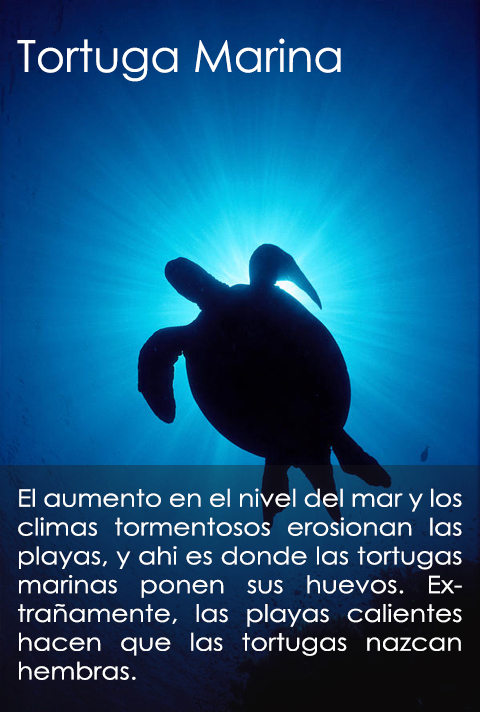 Tortuga Marina
El aumento en el nivel del mar y los
climas tormentosos erosionan las
playas, y ahi es donde las tortugas
marinas ponen sus huevos. Ex-
trañamente, las playas calientes
hacen que las tortugas nazcan
hembras.